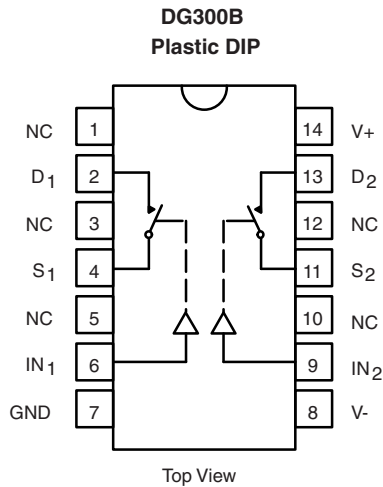 DG300B
Plastic DIP
NC 1 14 V+
D1 2 13 D2
NC 3 12 NC
S1 4 11 S2
NC 5 10 NC
IN1 6 9 IN2
GND 7 8 V-
Top View